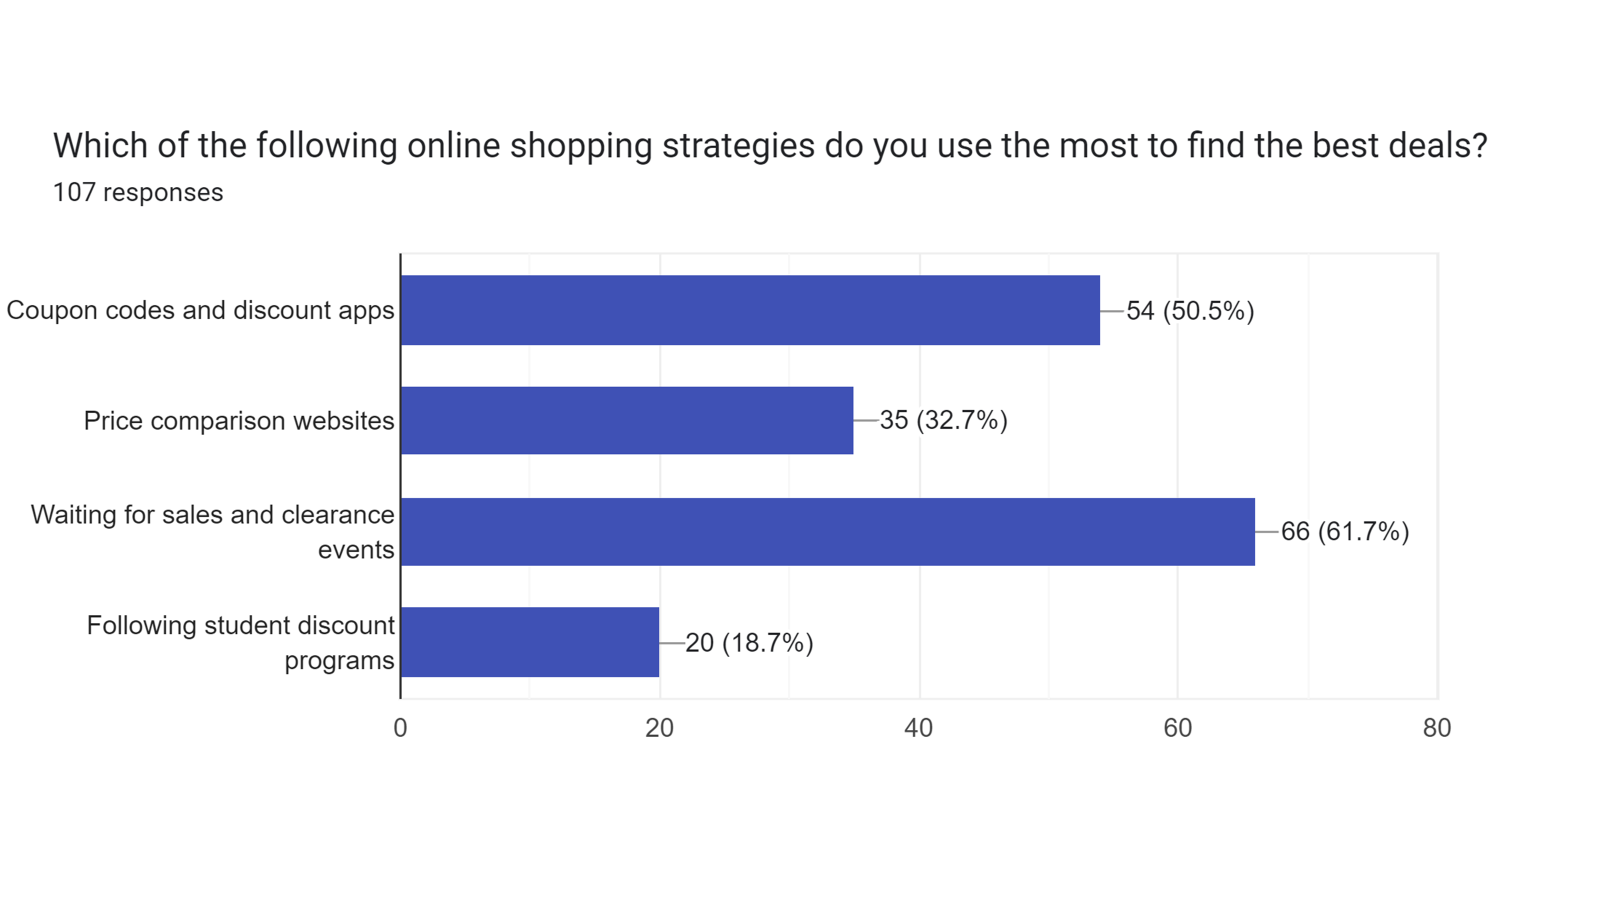 Which of the following online shopping strategies do you use the most to find the best deals?
107 responses
Coupon codes and discount apps
54 (50.5%)
Price comparison websites
35 (32.7%)
Waiting for sales and clearance
events
66 (61.7%)
Following student discount
programs
20 (18.7%)
0 20 40 60 80